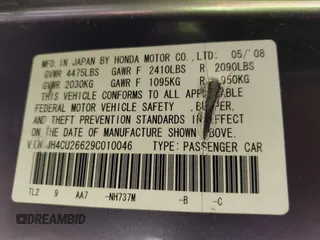 MFD. IN JAPAN BY HONDA MOTOR CO., LTD. 05/'08
GVWR 4475LBS GAWR F 2410LBS R 2090LBS
GVWR 2030KG GAWR F 1095KG R 950KG
THIS VEHICLE CONFORMS TO ALL APPLICABLE
FEDERAL MOTOR VEHICLE SAFETY, BUMPER,
AND THEFT PREVENTION STANDARDS IN EFFECT
ON THE DATE OF MANUFACTURE SHOWN ABOVE.
V I N: JH4CU26629C010046 TYPE: PASSENGER CAR
TL2 9 AA7 -NH737M -B -C
DREAMBID